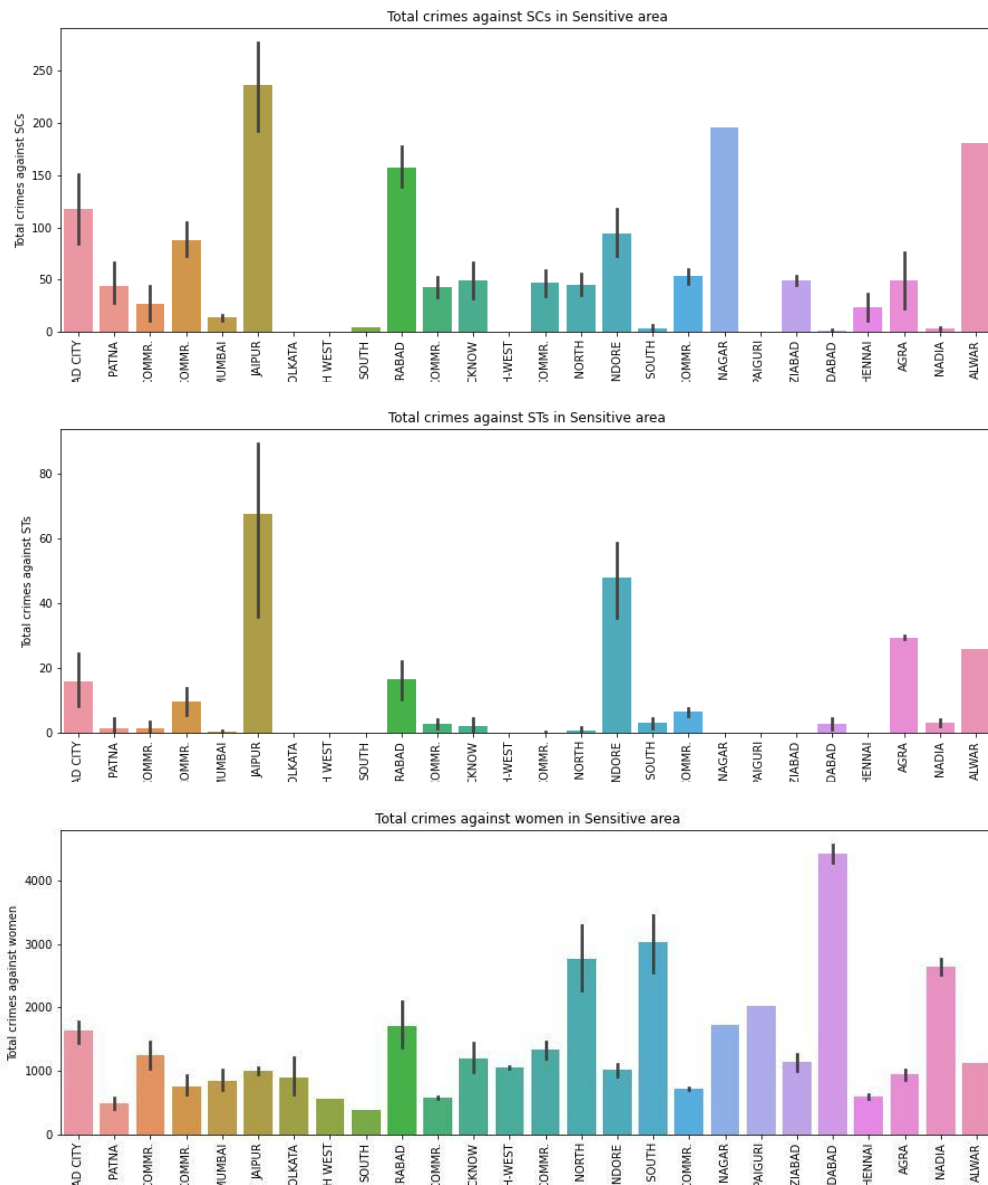 Total crimes against SCs in Sensitive area
Total crimes against SCs
250
200
150
100
50
0
AD CITY
PATNA
COMMR.
COMMR.
MUMBAI
JAIPUR
OLKATA
H WEST
SOUTH
RABAD
COMMR.
CKNOW
H-WEST
COMMR.
NORTH
NDORE
SOUTH
COMMR.
NAGAR
PAIGURI
ZIABAD
DABAD
HENNAI
AGRA
NADIA
ALWAR
Total crimes against STs in Sensitive area
Total crimes against STs
80
60
40
20
0
AD CITY
PATNA
COMMR.
COMMR.
MUMBAI
JAIPUR
OLKATA
H WEST
SOUTH
RABAD
COMMR.
CKNOW
H-WEST
COMMR.
NORTH
NDORE
SOUTH
COMMR.
NAGAR
PAIGURI
ZIABAD
DABAD
HENNAI
AGRA
NADIA
ALWAR
Total crimes against women in Sensitive area
Total crimes against women
4000
3000
2000
1000
0
AD CITY
PATNA
COMMR.
COMMR.
MUMBAI
JAIPUR
OLKATA
H WEST
SOUTH
RABAD
COMMR.
CKNOW
H-WEST
COMMR.
NORTH
NDORE
SOUTH
COMMR.
NAGAR
PAIGURI
ZIABAD
DABAD
HENNAI
AGRA
NADIA
ALWAR